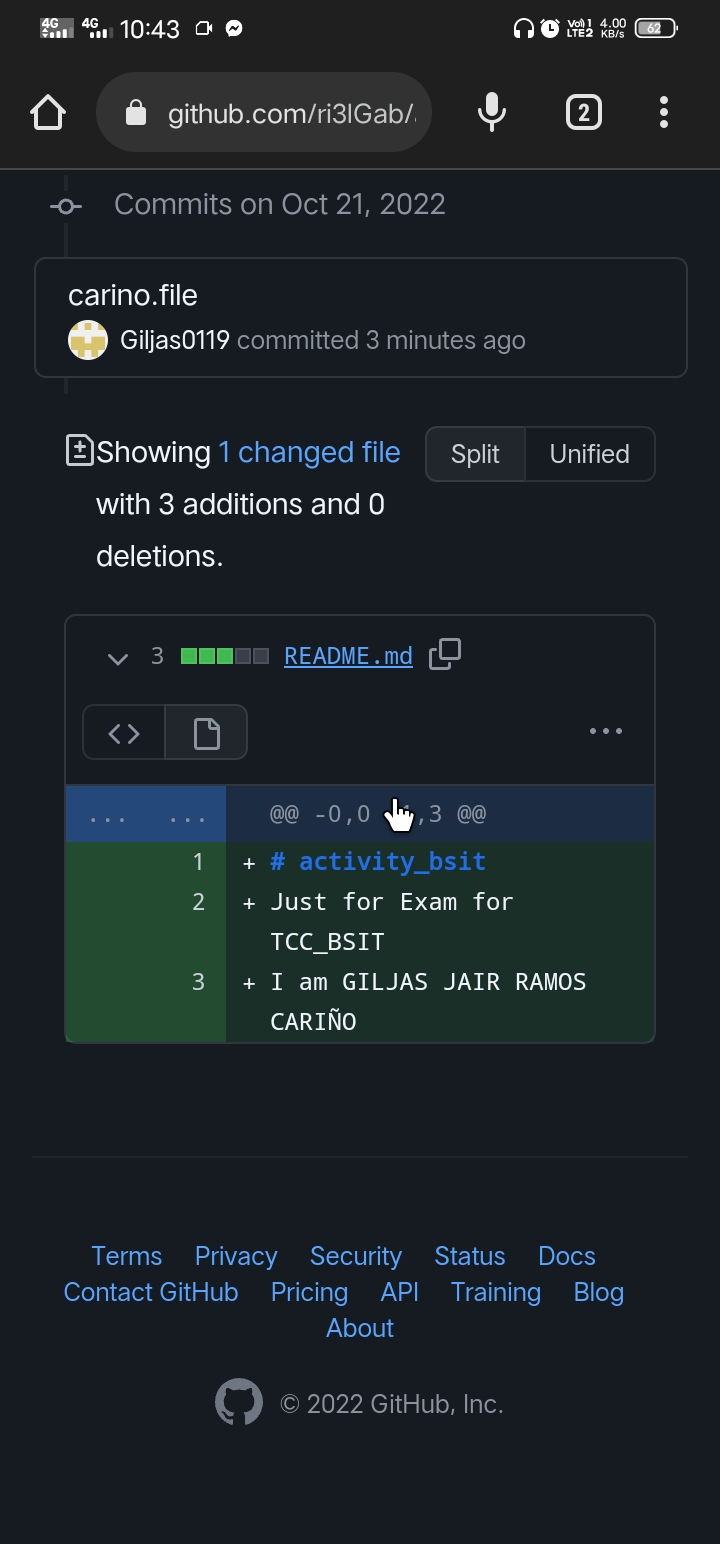 4G 4G 10:43 Vo)) 1 LTE2 4.00 KB/s 62
github.com/ri3lGab/
2
Commits on Oct 21, 2022
carino.file
Giljas0119 committed 3 minutes ago
Showing 1 changed file Split Unified
with 3 additions and 0
deletions.
3 README.md
<> ...
... ... @@ -0,0 ,3 @@
1 + # activity_bsit
2 + Just for Exam for
TCC_BSIT
3 + I am GILJAS JAIR RAMOS
CARIÑO
Terms Privacy Security Status Docs
Contact GitHub Pricing API Training Blog
About
© 2022 GitHub, Inc.